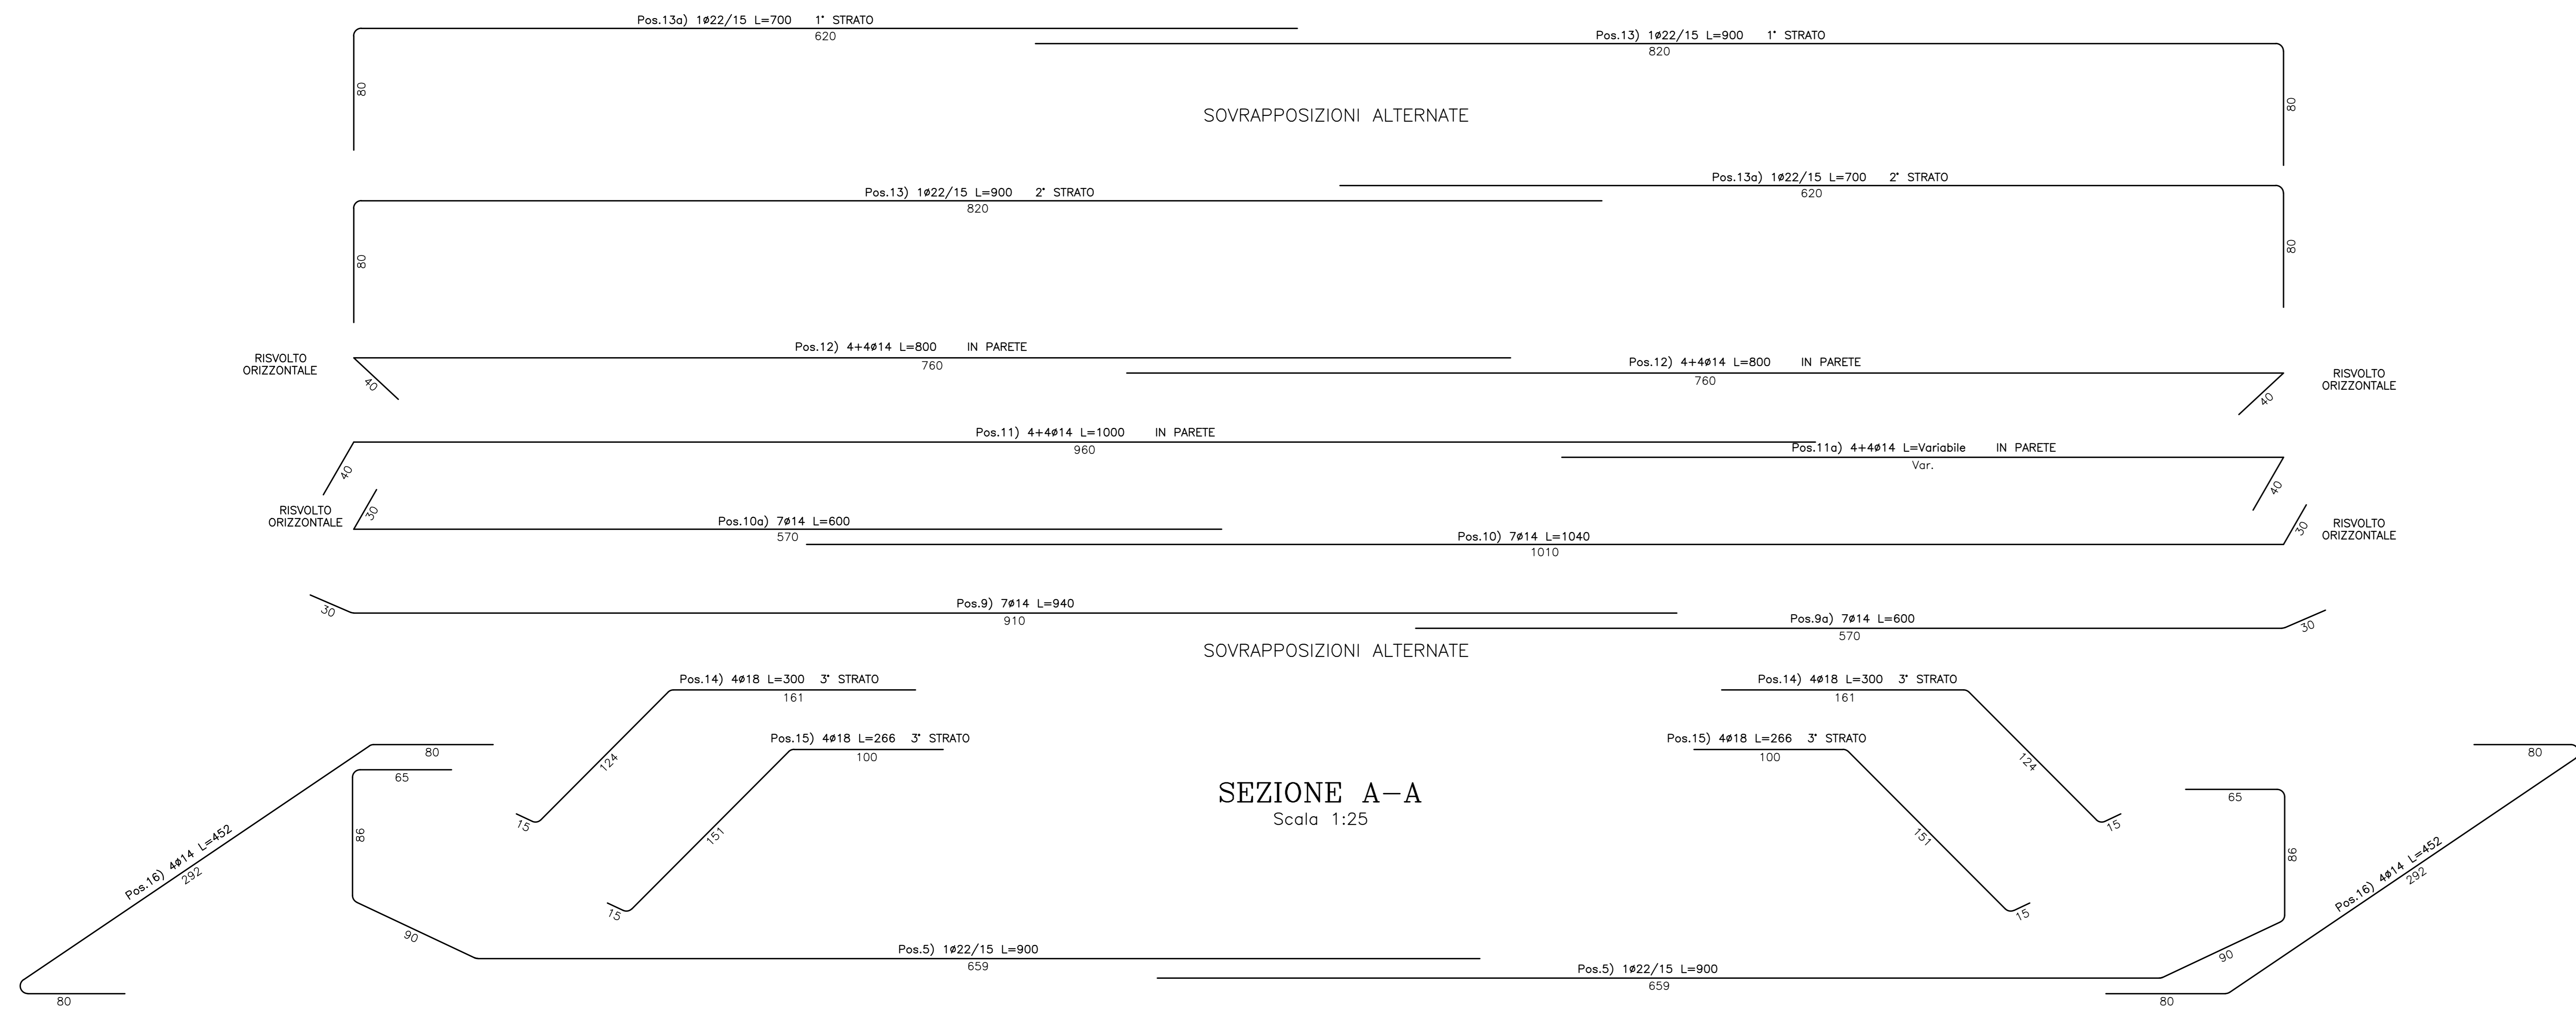 Pos.13a) 1ø22/15 L=700 1° STRATO
620
80
Pos.13) 1ø22/15 L=900 1° STRATO
820
80
SOVRAPPOSIZIONI ALTERNATE
Pos.13) 1ø22/15 L=900 2° STRATO
820
80
Pos.13a) 1ø22/15 L=700 2° STRATO
620
80
RISVOLTO
ORIZZONTALE
Pos.12) 4+4ø14 L=800 IN PARETE
760
40
Pos.12) 4+4ø14 L=800 IN PARETE
760
40
RISVOLTO
ORIZZONTALE
Pos.11) 4+4ø14 L=1000 IN PARETE
960
40
Pos.11a) 4+4ø14 L=Variabile IN PARETE
Var.
40
RISVOLTO
ORIZZONTALE
30
Pos.10a) 7ø14 L=600
570
Pos.10) 7ø14 L=1040
1010
30
RISVOLTO
ORIZZONTALE
30
Pos.9) 7ø14 L=940
910
Pos.9a) 7ø14 L=600
570
30
SOVRAPPOSIZIONI ALTERNATE
Pos.14) 4ø18 L=300 3° STRATO
161
124
15
Pos.14) 4ø18 L=300 3° STRATO
161
124
15
Pos.15) 4ø18 L=266 3° STRATO
100
151
15
Pos.15) 4ø18 L=266 3° STRATO
100
151
15
SEZIONE A-A
Scala 1:25
80
Pos.16) 4ø14 L=452
292
80
65
86
90
Pos.5) 1ø22/15 L=900
659
Pos.5) 1ø22/15 L=900
659
90
86
65
80
Pos.16) 4ø14 L=452
292
80